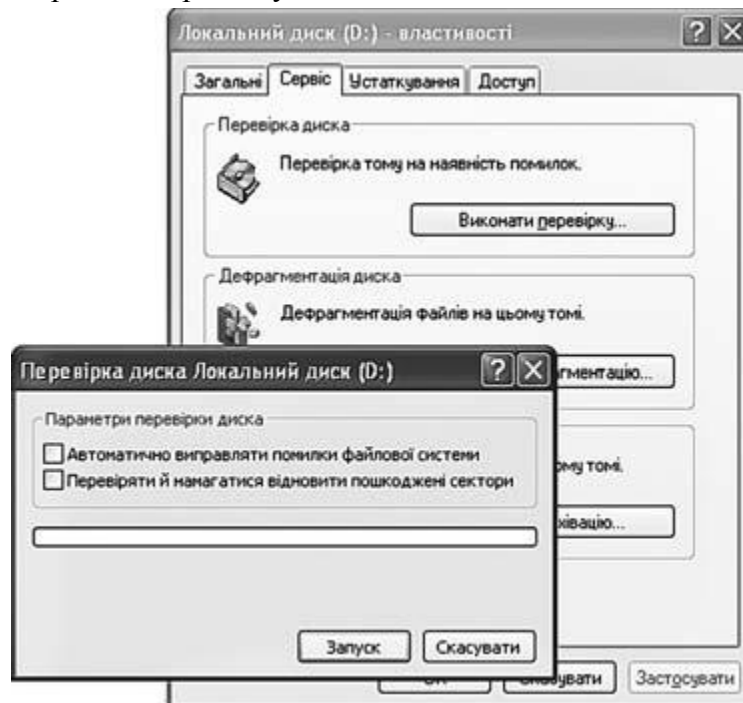 Локальний диск (D:) - властивості
Загальні Сервіс Устаткування Доступ
Перевірка диска
Перевірка тому на наявність помилок.
Виконати перевірку...
Дефрагментація диска
Дефрагментація файлів на цьому томі.
Перевірка диска Локальний диск (D:)
Параметри перевірки диска
Автоматично виправляти помилки файлової системи
Перевіряти й намагатися відновити пошкоджені сектори
Запуск Скасувати
Застосувати